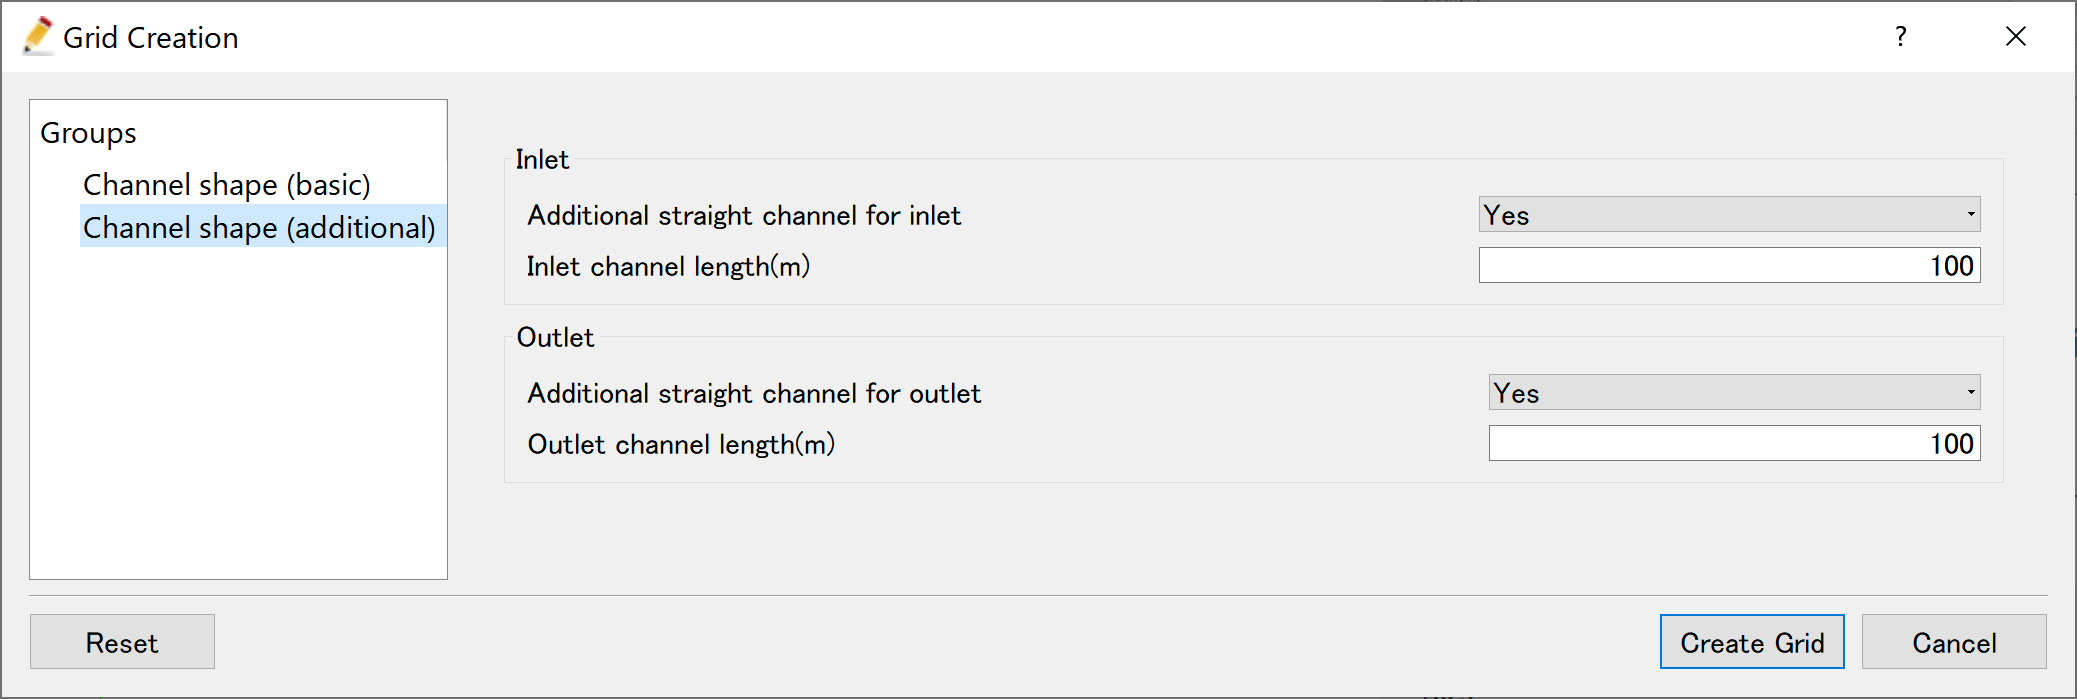 Grid Creation
?
Groups
Channel shape (basic)
Channel shape (additional)
Inlet
Additional straight channel for inlet
Yes
Inlet channel length(m)
100
Outlet
Additional straight channel for outlet
Yes
Outlet channel length(m)
100
Reset
Create Grid
Cancel